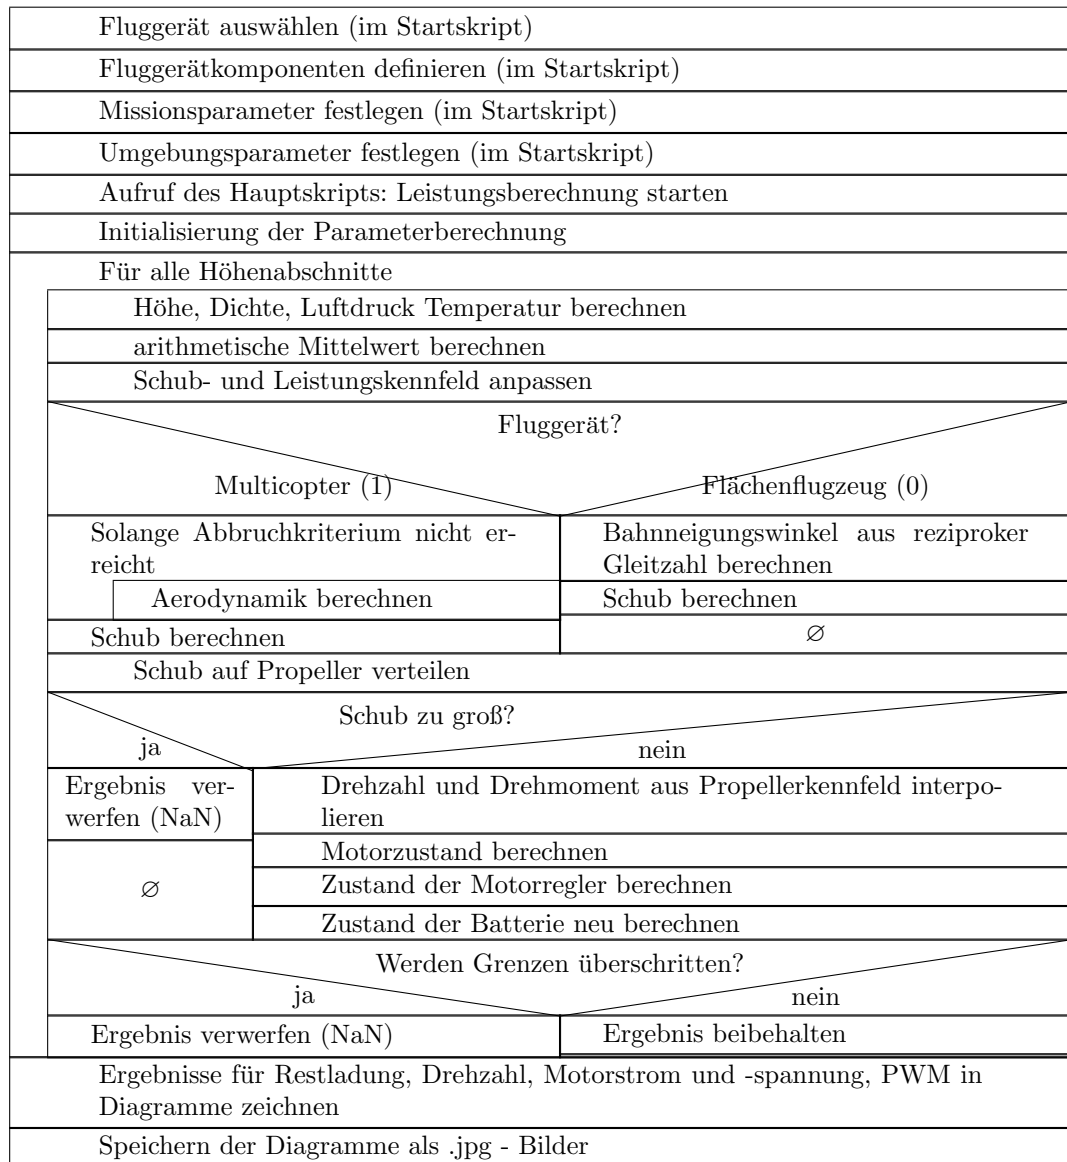 Fluggerät auswählen (im Startskript)
Fluggerätkomponenten definieren (im Startskript)
Missionsparameter festlegen (im Startskript)
Umgebungsparameter festlegen (im Startskript)
Aufruf des Hauptskripts: Leistungsberechnung starten
Initialisierung der Parameterberechnung
Für alle Höhenabschnitte
Höhe, Dichte, Luftdruck Temperatur berechnen
arithmetische Mittelwert berechnen
Schub- und Leistungskennfeld anpassen
Fluggerät?
Multicopter (1)
Flächenflugzeug (0)
Solange Abbruchkriterium nicht er-
reicht
Aerodynamik berechnen
Schub berechnen
Bahnneigungswinkel aus reziproker
Gleitzahl berechnen
Schub berechnen
∅
Schub auf Propeller verteilen
Schub zu groß?
ja
nein
Ergebnis ver-
werfen (NaN)
∅
Drehzahl und Drehmoment aus Propellerkennfeld interpo-
lieren
Motorzustand berechnen
Zustand der Motorregler berechnen
Zustand der Batterie neu berechnen
Werden Grenzen überschritten?
ja
nein
Ergebnis verwerfen (NaN)
Ergebnis beibehalten
Ergebnisse für Restladung, Drehzahl, Motorstrom und -spannung, PWM in
Diagramme zeichnen
Speichern der Diagramme als .jpg - Bilder